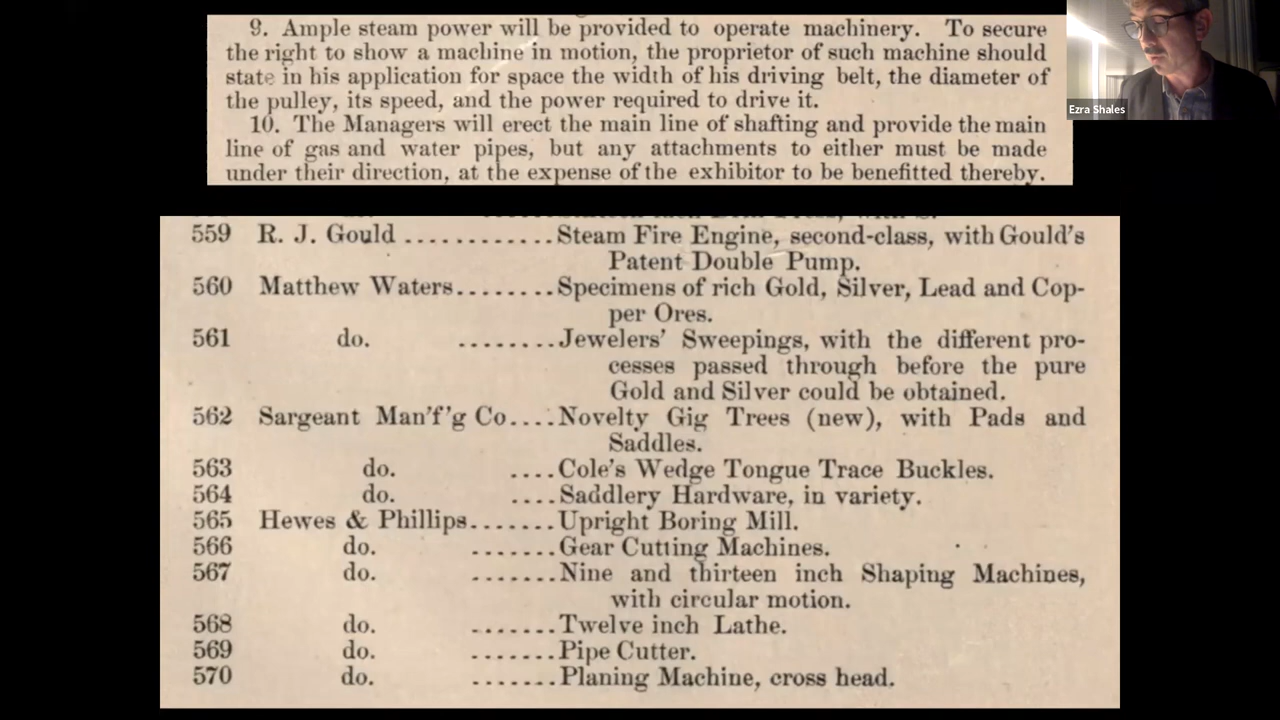 9. Ample steam power will be provided to operate machinery. To secure
the right to show a machine in motion, the proprietor of such machine should
state in his application for space the width of his driving belt, the diameter of
the pulley, its speed, and the power required to drive it.
10. The Managers will erect the main line of shafting and provide the main
line of gas and water pipes, but any attachments to either must be made
under their direction, at the expense of the exhibitor to be benefitted thereby.
Ezra Shales
559 R. J. Gould ............Steam Fire Engine, second-class, with Gould's
Patent Double Pump.
560 Matthew Waters........Specimens of rich Gold, Silver, Lead and Cop-
per Ores.
561 do. ........Jewelers' Sweepings, with the different pro-
cesses passed through before the pure
Gold and Silver could be obtained.
562 Sargeant Man'f'g Co....Novelty Gig Trees (new), with Pads and
Saddles.
563 do. ....Cole's Wedge Tongue Trace Buckles.
564 do. ....Saddlery Hardware, in variety.
565 Hewes & Phillips.......Upright Boring Mill.
566 do. .......Gear Cutting Machines.
567 do. .......Nine and thirteen inch Shaping Machines,
with circular motion.
568 do. .......Twelve inch Lathe.
569 do. .......Pipe Cutter.
570 do. .......Planing Machine, cross head.